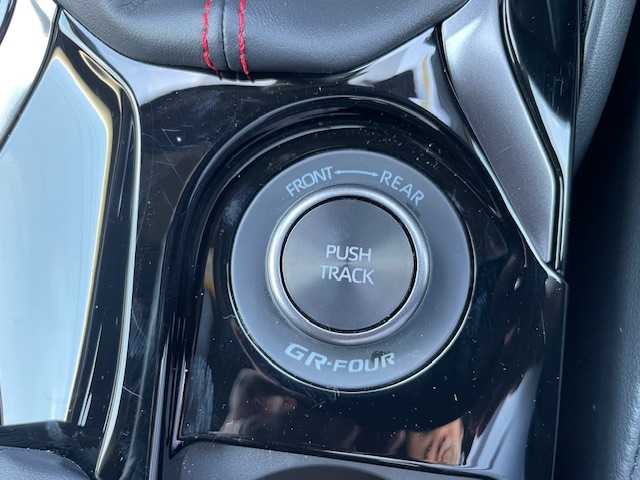 FRONT ⟷ REAR
PUSH
TRACK
GR-FOUR